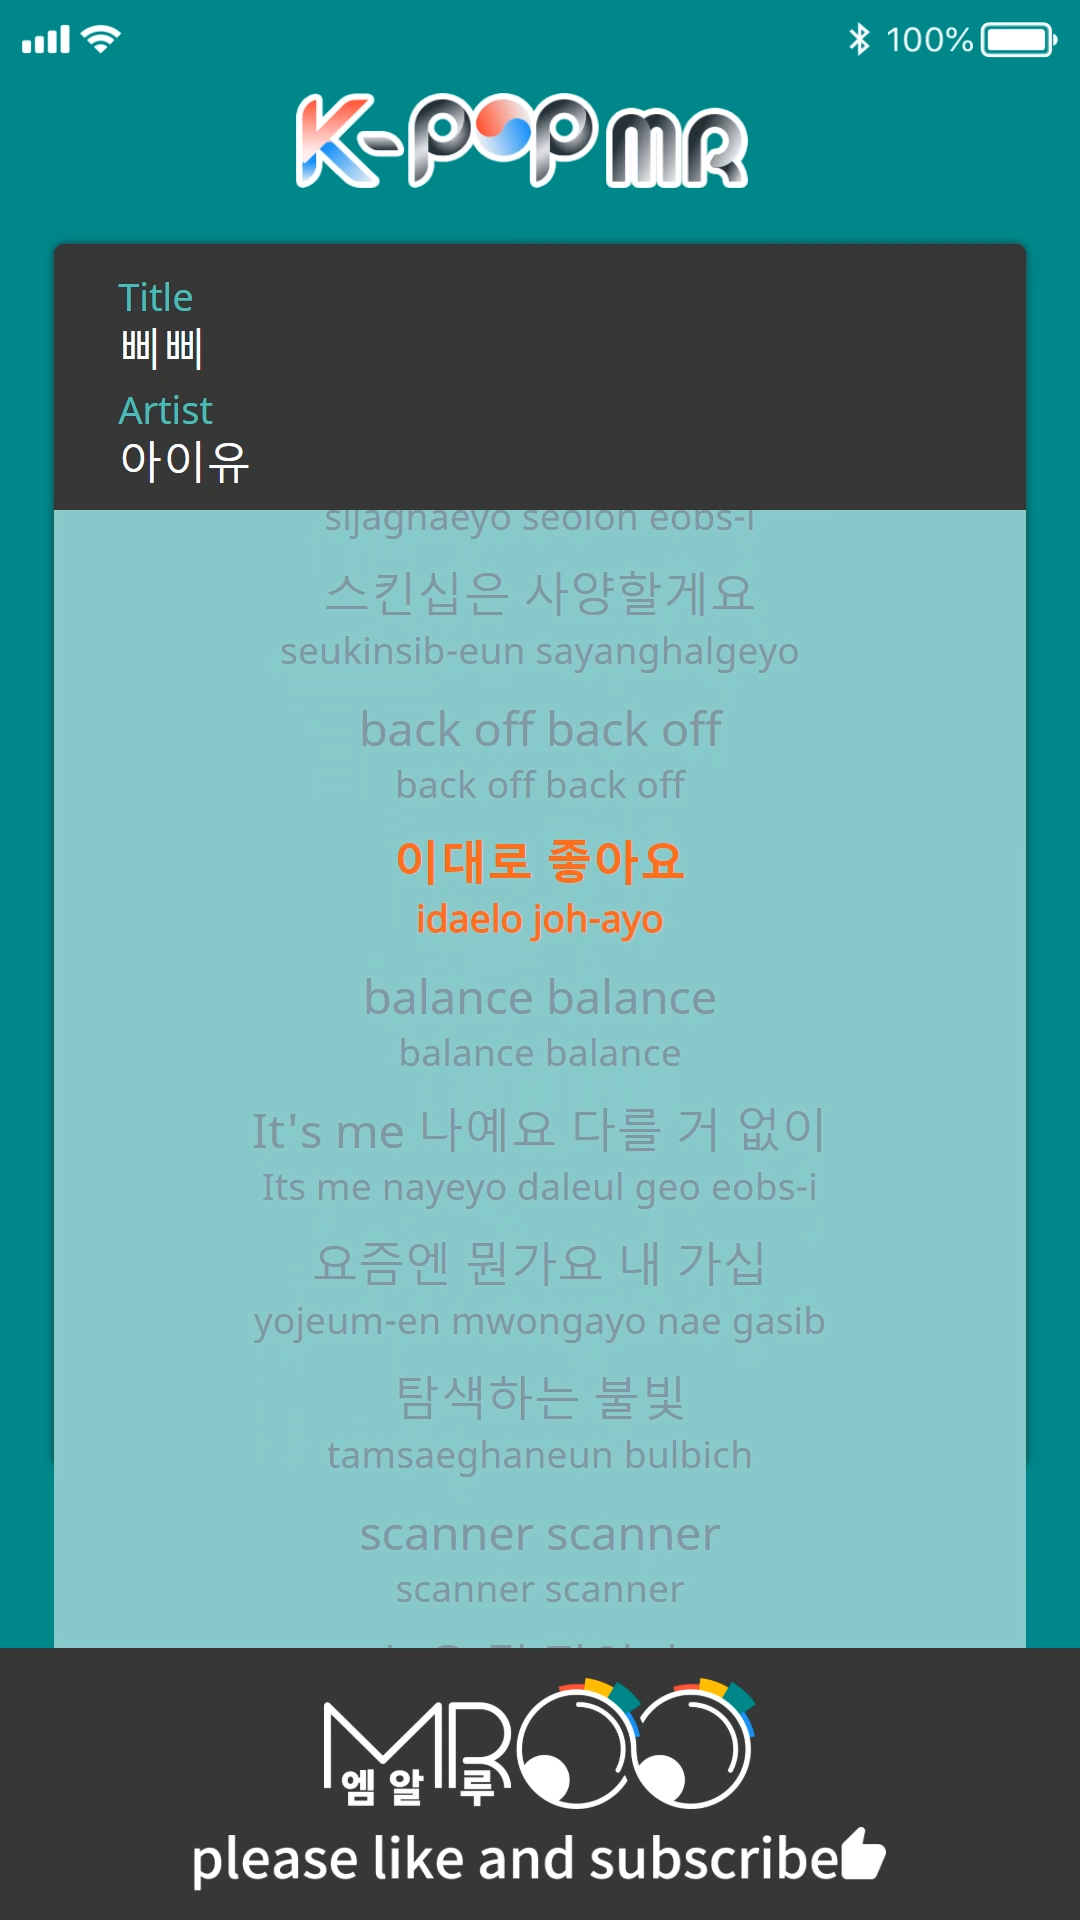 100%
K-POP MR
Title
삐삐
Artist
아이유
sijaghaeyo seoloh eobs-i
스킨십은 사양할게요
seukinsib-eun sayanghalgeyo
back off back off
back off back off
이대로 좋아요
idaelo joh-ayo
balance balance
balance balance
It's me 나예요 다를 거 없이
Its me nayeyo daleul geo eobs-i
요즘엔 뭔가요 내 가십
yojeum-en mwongayo nae gasib
탐색하는 불빛
tamsaeghaneun bulbich
scanner scanner
scanner scanner
MROO
엠알루
please like and subscribe